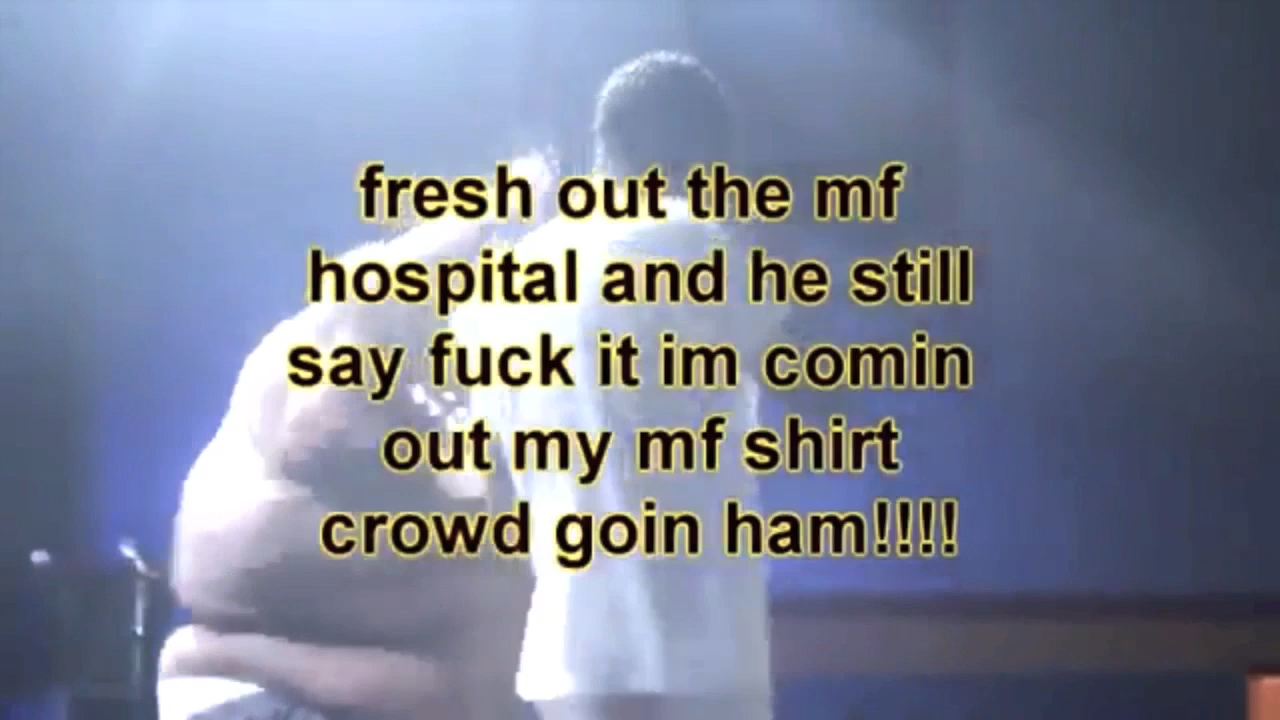 fresh out the mf
hospital and he still
say fuck it im comin
out my mf shirt
crowd goin ham!!!!